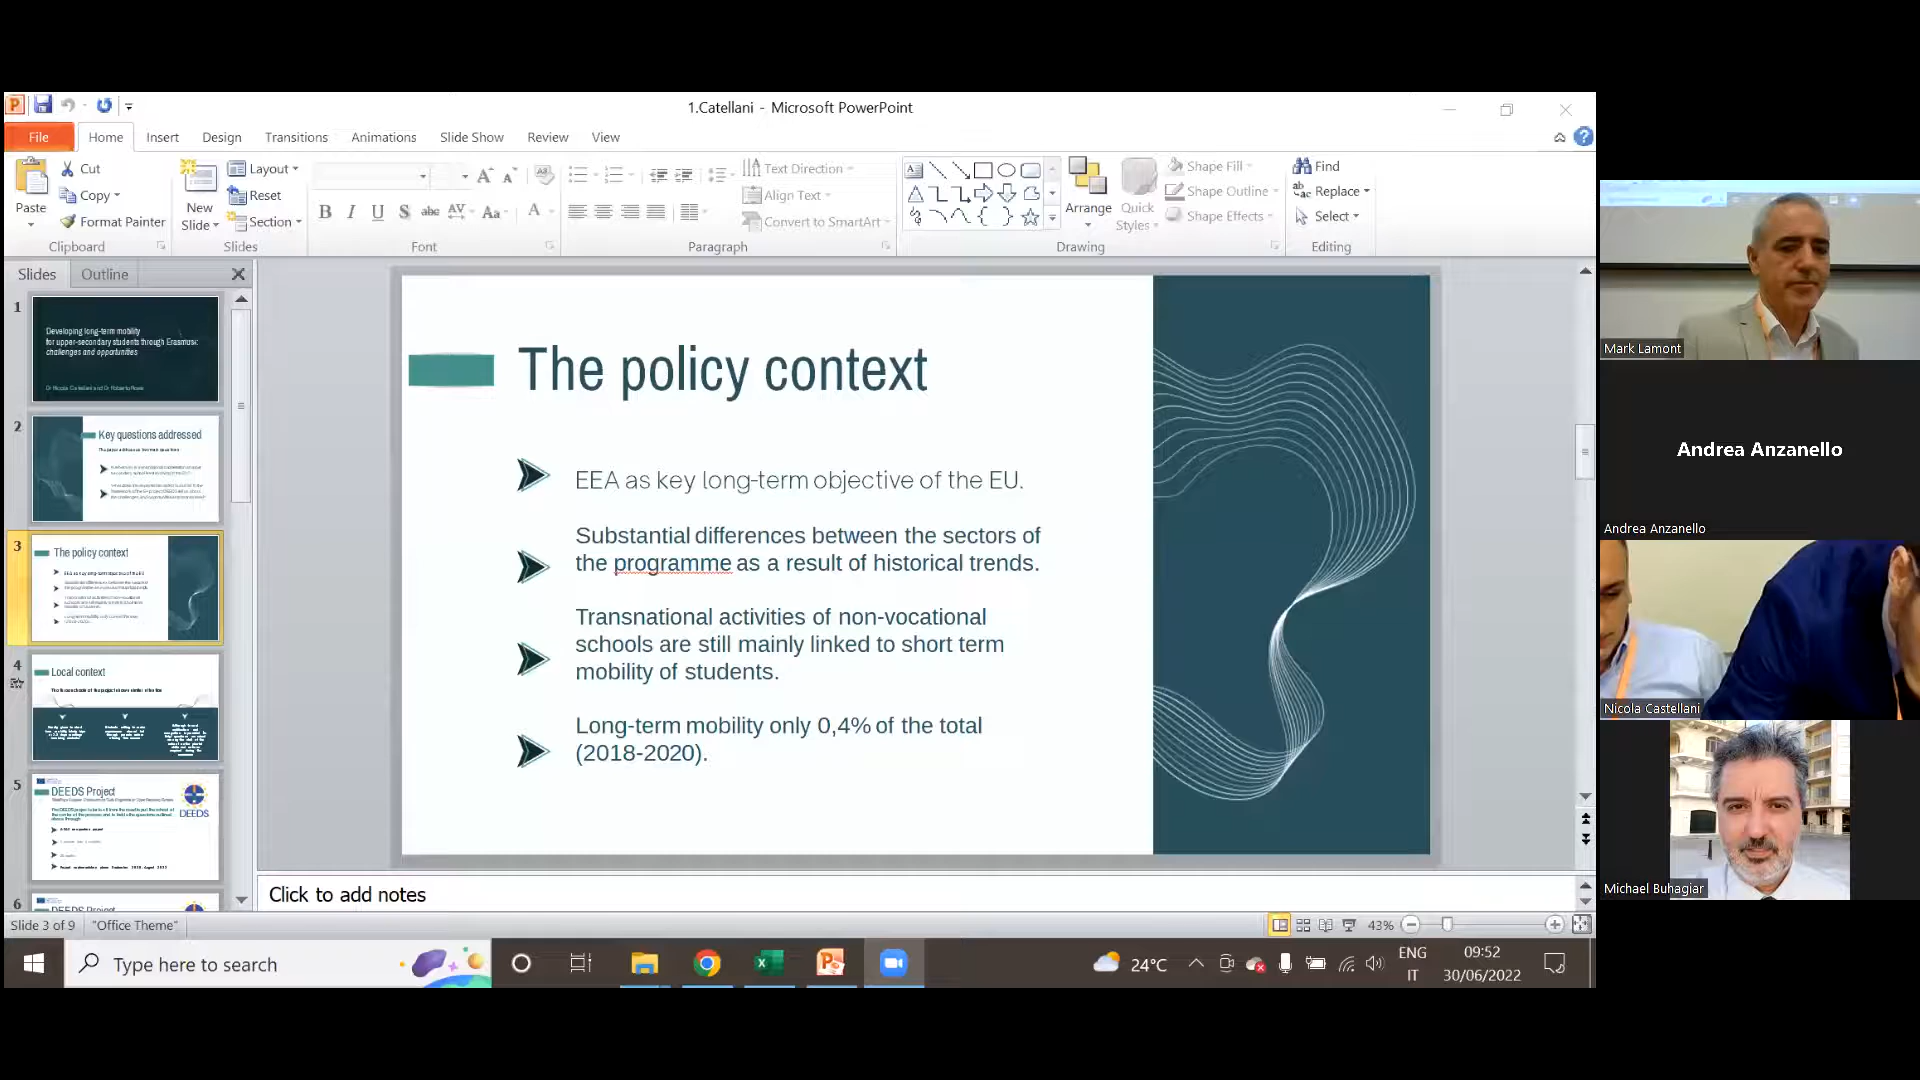 1.Catellani - Microsoft PowerPoint
File Home Insert Design Transitions Animations Slide Show Review View
Paste
Cut
Copy
Format Painter
Clipboard
New
Slide
Layout
Reset
Section
Slides
Font
Text Direction
Align Text
Convert to SmartArt
Paragraph
Arrange
Quick
Styles
Shape Fill
Shape Outline
Shape Effects
Drawing
Find
Replace
Select
Editing
Slides Outline
1
Developing long-term mobility
for upper-secondary students through Erasmus+:
challenges and opportunities
2
Key questions addressed
3
The policy context
4
Local context
5
DEEDS Project
DEEDS
6
DEEDS Project
The policy context
EEA as key long-term objective of the EU.
Substantial differences between the sectors of
the programme as a result of historical trends.
Transnational activities of non-vocational
schools are still mainly linked to short term
mobility of students.
Long-term mobility only 0,4% of the total
(2018-2020).
Click to add notes
Slide 3 of 9 "Office Theme" 43%
Type here to search
24°C
ENG
IT
09:52
30/06/2022
Mark Lamont
Andrea Anzanello
Andrea Anzanello
Nicola Castellani
Michael Buhagiar